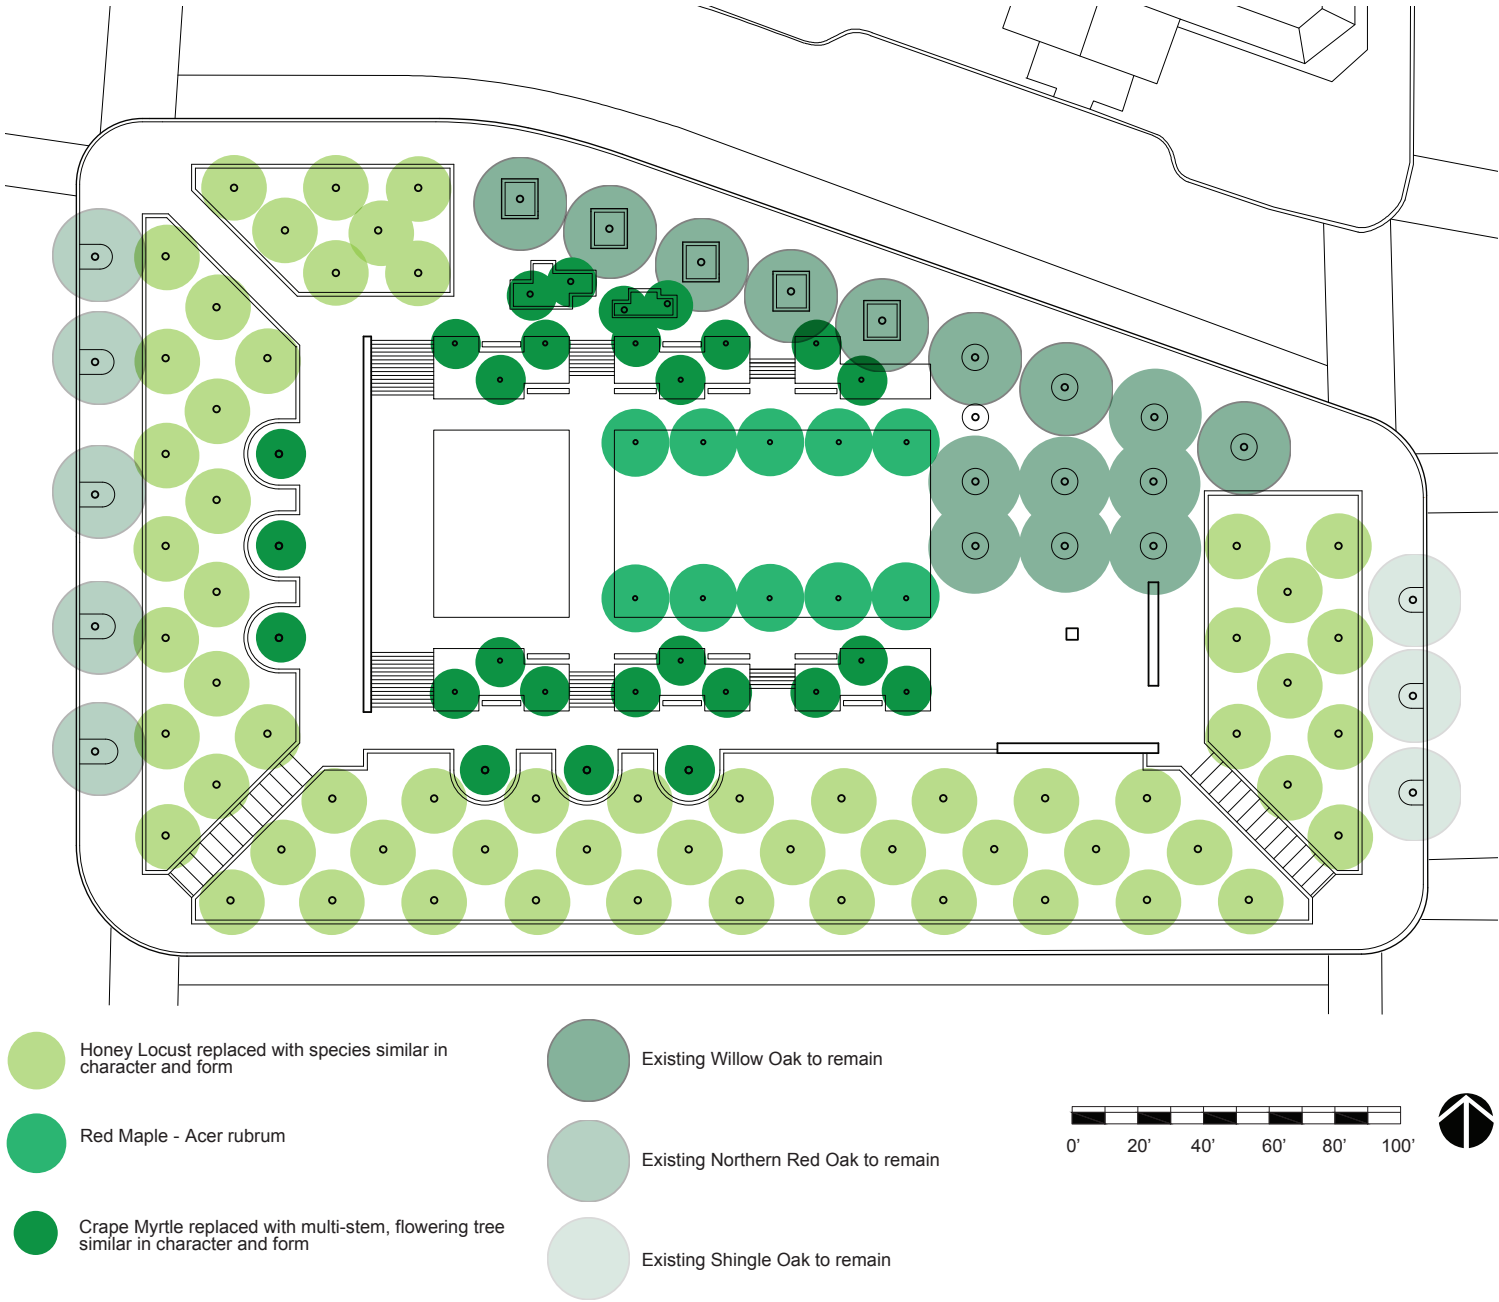 Honey Locust replaced with species similar in
character and form
Red Maple - Acer rubrum
Crape Myrtle replaced with multi-stem, flowering tree
similar in character and form
Existing Willow Oak to remain
Existing Northern Red Oak to remain
Existing Shingle Oak to remain
0' 20' 40' 60' 80' 100'